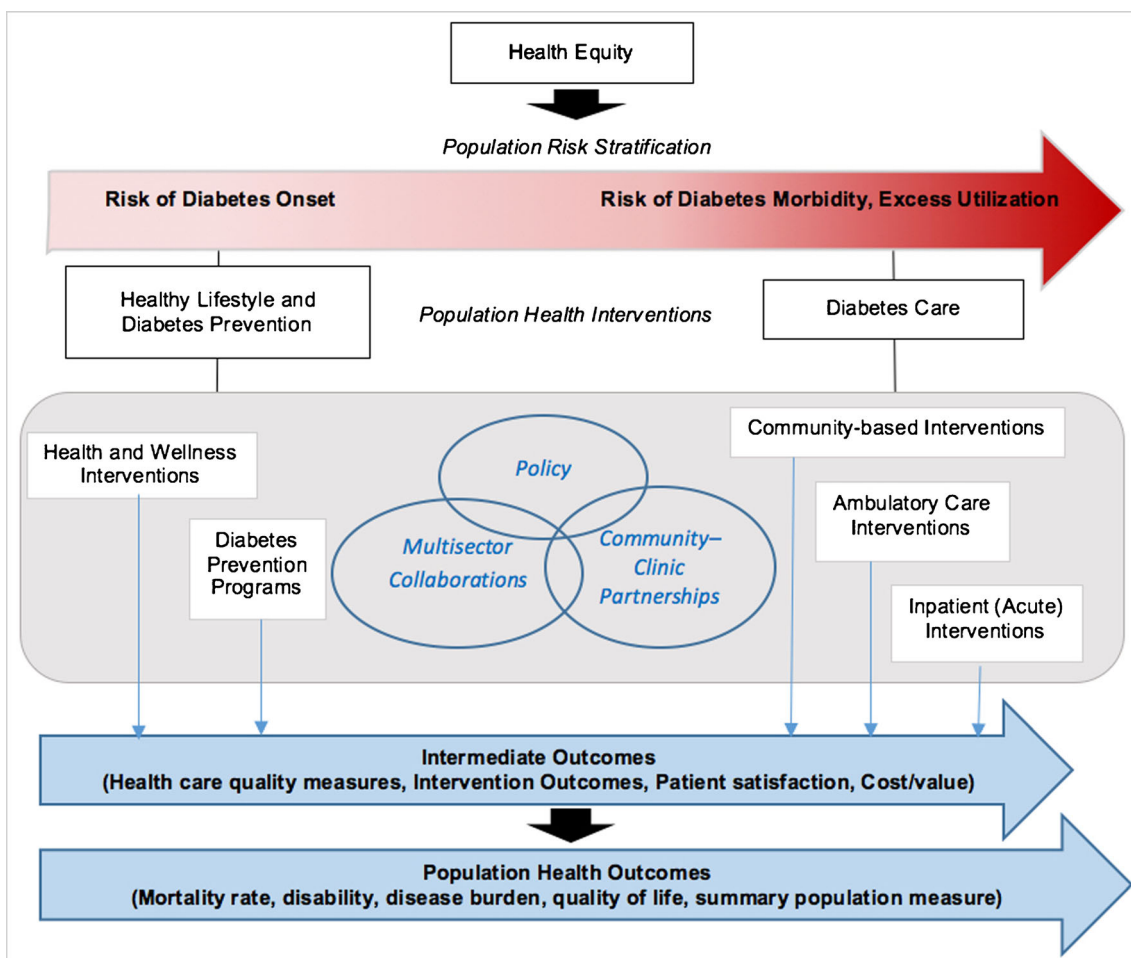 Health Equity
Population Risk Stratification
Risk of Diabetes Onset
Risk of Diabetes Morbidity, Excess Utilization
Healthy Lifestyle and
Diabetes Prevention
Population Health Interventions
Diabetes Care
Health and Wellness
Interventions
Diabetes
Prevention
Programs
Policy
Multisector
Collaborations
Community–
Clinic
Partnerships
Community-based Interventions
Ambulatory Care
Interventions
Inpatient (Acute)
Interventions
Intermediate Outcomes
(Health care quality measures, Intervention Outcomes, Patient satisfaction, Cost/value)
Population Health Outcomes
(Mortality rate, disability, disease burden, quality of life, summary population measure)